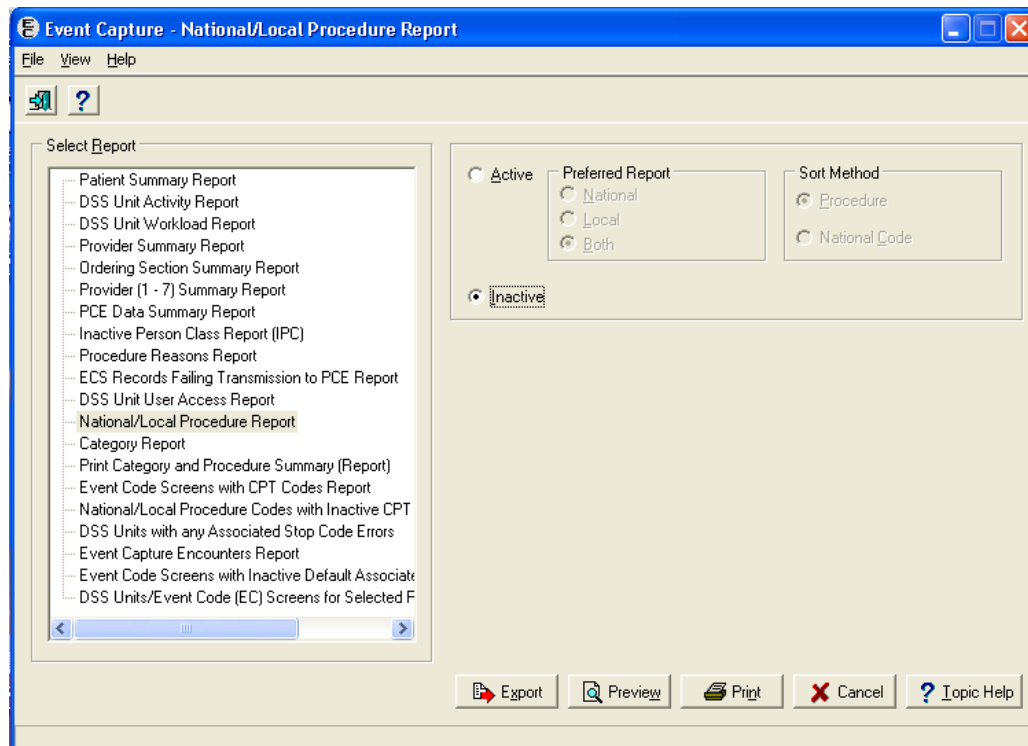 Event Capture - National/Local Procedure Report
File View Help
Select Report
Patient Summary Report
DSS Unit Activity Report
DSS Unit Workload Report
Provider Summary Report
Ordering Section Summary Report
Provider (1 - 7) Summary Report
PCE Data Summary Report
Inactive Person Class Report (IPC)
Procedure Reasons Report
ECS Records Failing Transmission to PCE Report
DSS Unit User Access Report
National/Local Procedure Report
Category Report
Print Category and Procedure Summary (Report)
Event Code Screens with CPT Codes Report
National/Local Procedure Codes with Inactive CPT
DSS Units with any Associated Stop Code Errors
Event Capture Encounters Report
Event Code Screens with Inactive Default Associate
DSS Units/Event Code (EC) Screens for Selected F
Active
Preferred Report
National
Local
Both
Sort Method
Procedure
National Code
Inactive
Export Preview Print Cancel Topic Help